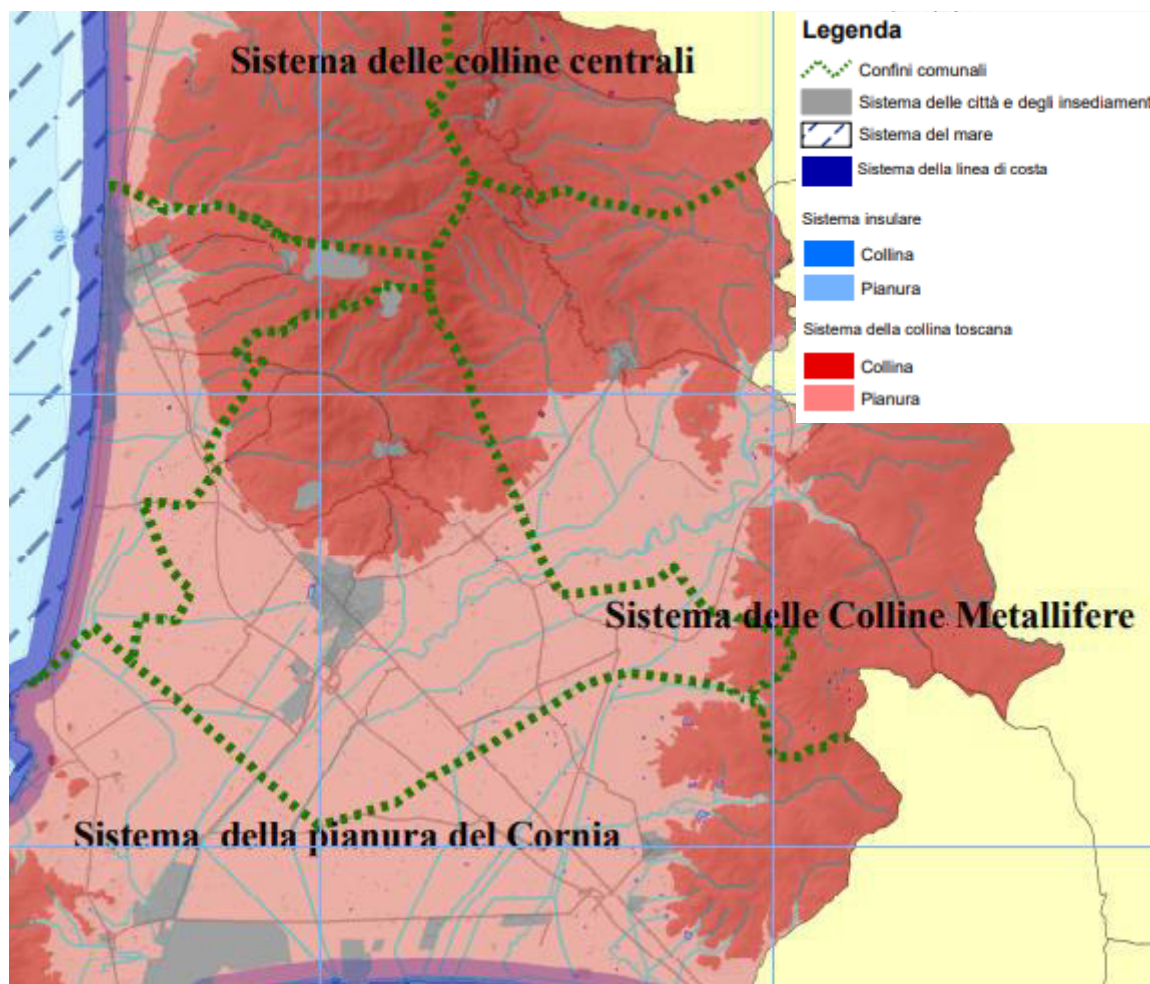 Sistema delle colline centrali
Legenda
Confini comunali
Sistema delle città e degli insediament
Sistema del mare
Sistema della linea di costa
Sistema insulare
Collina
Pianura
Sistema della collina toscana
Collina
Pianura
Sistema delle Colline Metallifere
Sistema della pianura del Cornia